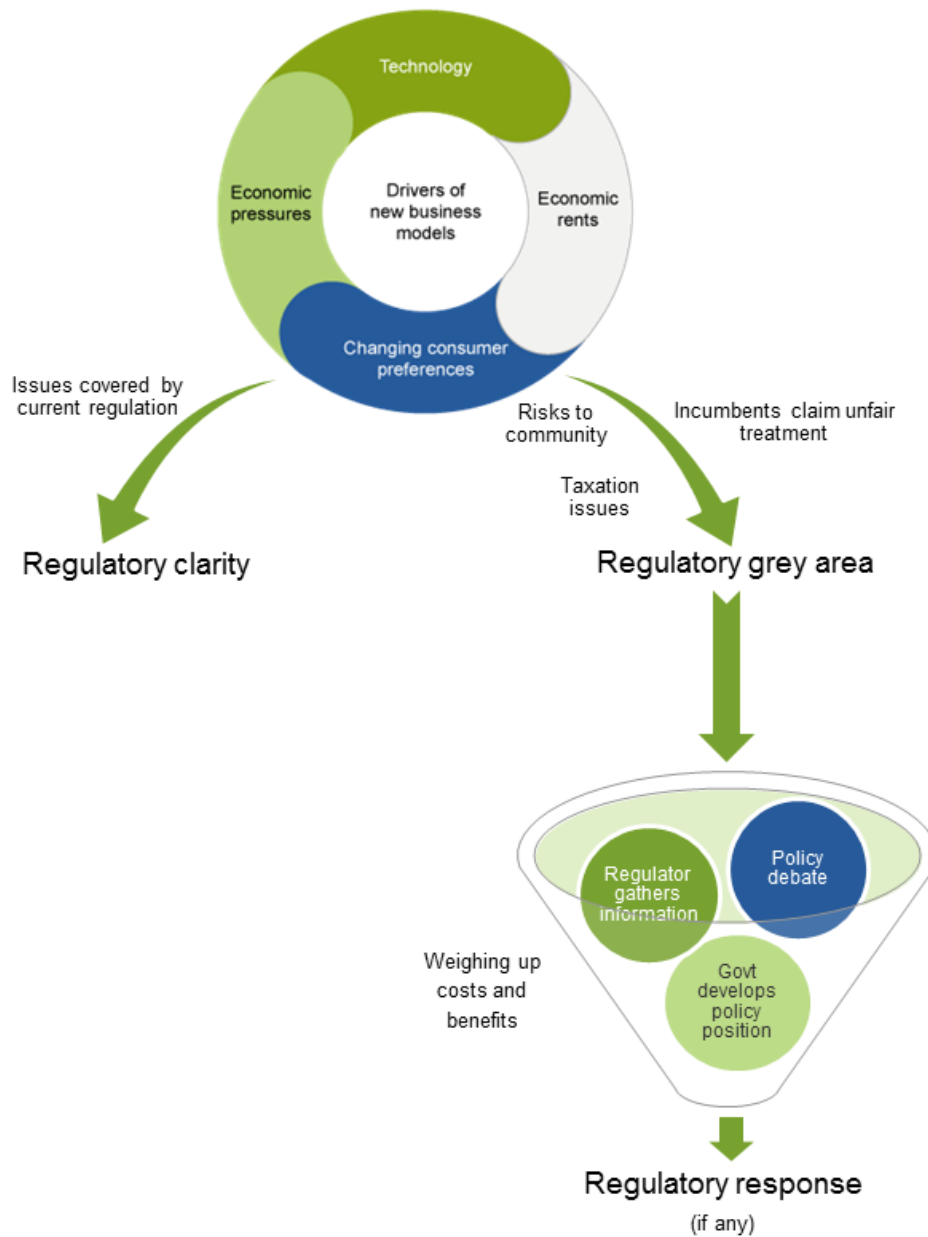 Technology
Economic
pressures
Drivers of
new business
models
Economic
rents
Changing consumer
preferences
Issues covered by
current regulation
Risks to
community
Incumbents claim unfair
treatment
Taxation
issues
Regulatory clarity
Regulatory grey area
Regulator
gathers
information
Policy
debate
Weighing up
costs and
benefits
Govt
develops
policy
position
Regulatory response
(if any)